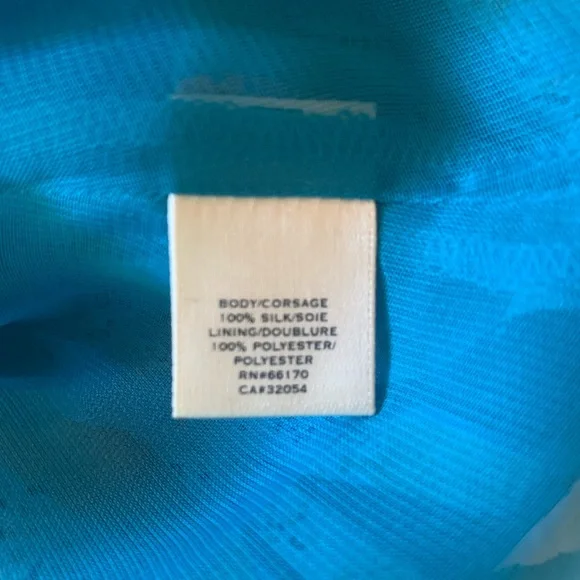 BODY/CORSAGE
100% SILK/SOIE
LINING/DOUBLURE
100% POLYESTER/
POLYESTER
RN#66170
CA#32054